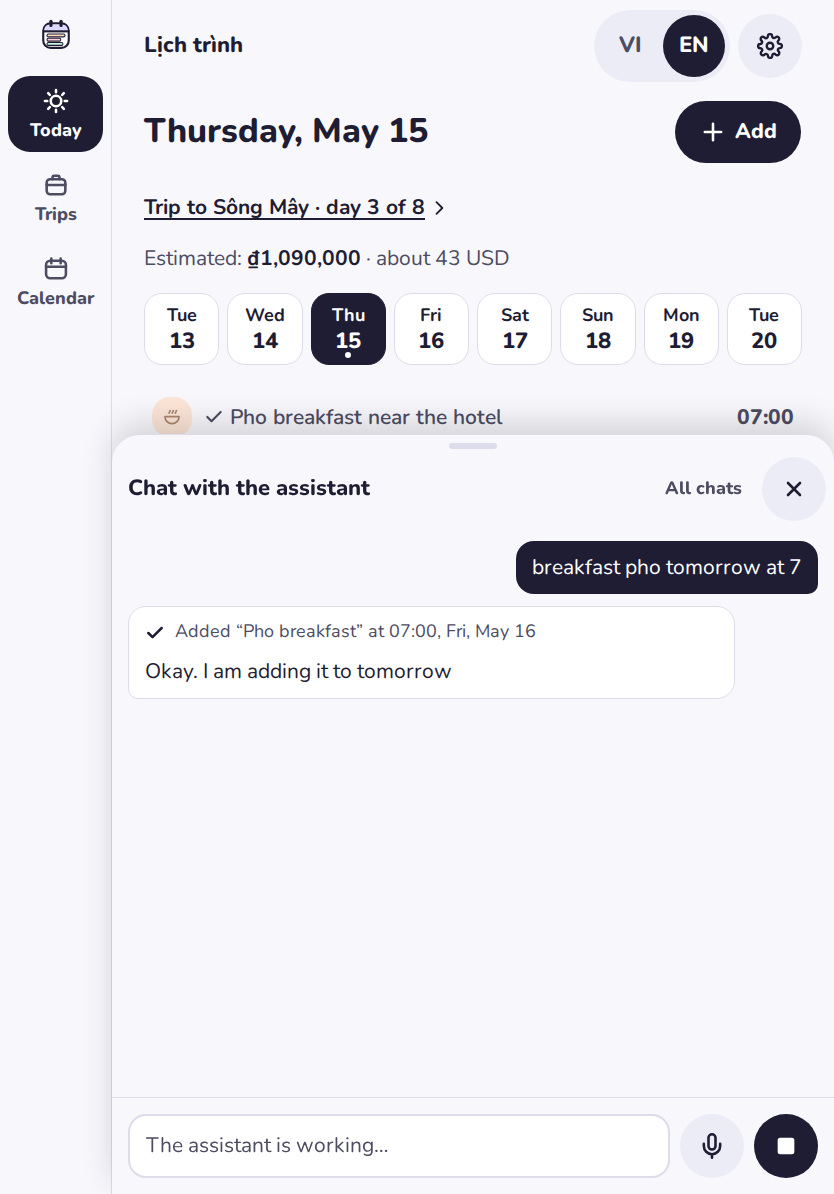 Lịch trình
VI
EN
Today
Trips
Calendar
Thursday, May 15
Add
Trip to Sông Mây · day 3 of 8
Estimated: ₫1,090,000 · about 43 USD
Tue Wed Thu Fri Sat Sun Mon Tue
13 14 15 16 17 18 19 20
Pho breakfast near the hotel 07:00
Chat with the assistant
All chats
breakfast pho tomorrow at 7
Added “Pho breakfast” at 07:00, Fri, May 16
Okay. I am adding it to tomorrow
The assistant is working...